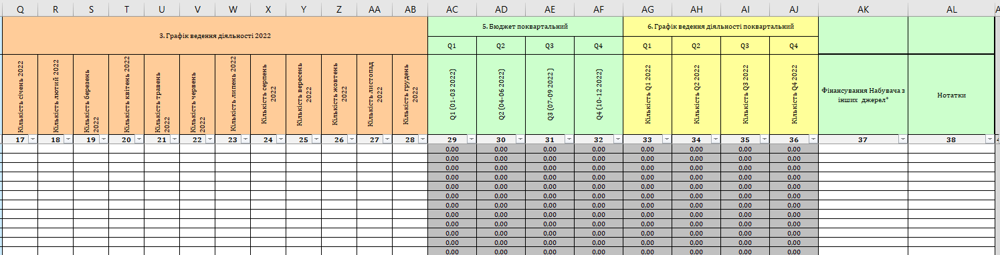 Q R S T U V W X Y Z AA AB AC AD AE AF AG AH AI AJ AK AL A
3. Графік ведення діяльності 2022 5. Бюджет поквартальний 6. Графік ведення діяльності поквартальний
Q1 Q2 Q3 Q4 Q1 Q2 Q3 Q4
Кількість січень 2022
Кількість лютий 2022
Кількість березень
2022
Кількість квітень 2022
Кількість травень
2022
Кількість червень
2022
Кількість липень 2022
Кількість серпень
2022
Кількість вересень
2022
Кількість жовтень
2022
Кількість листопад
2022
Кількість грудень
2022
Q1 (01-03 2022)
Q2 (04-06 2022)
Q3 (07-09 2022 )
Q4 (10-12 2022)
Кількість Q1 2022
Кількість Q2 2022
Кількість Q3 2022
Кількість Q4 2022
Фінансування Набувача з
інших джерел*
Нотатки
17 18 19 20 21 22 23 24 25 26 27 28 29 30 31 32 33 34 35 36 37 38
0,00 0,00 0,00 0,00 0,00 0,00 0,00 0,00
0,00 0,00 0,00 0,00 0,00 0,00 0,00 0,00
0,00 0,00 0,00 0,00 0,00 0,00 0,00 0,00
0,00 0,00 0,00 0,00 0,00 0,00 0,00 0,00
0,00 0,00 0,00 0,00 0,00 0,00 0,00 0,00
0,00 0,00 0,00 0,00 0,00 0,00 0,00 0,00
0,00 0,00 0,00 0,00 0,00 0,00 0,00 0,00
0,00 0,00 0,00 0,00 0,00 0,00 0,00 0,00
0,00 0,00 0,00 0,00 0,00 0,00 0,00 0,00
0,00 0,00 0,00 0,00 0,00 0,00 0,00 0,00
0,00 0,00 0,00 0,00 0,00 0,00 0,00 0,00
0,00 0,00 0,00 0,00 0,00 0,00 0,00 0,00